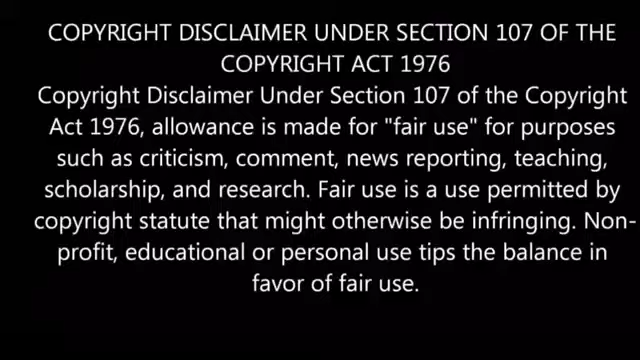 COPYRIGHT DISCLAIMER UNDER SECTION 107 OF THE
COPYRIGHT ACT 1976
Copyright Disclaimer Under Section 107 of the Copyright
Act 1976, allowance is made for "fair use" for purposes
such as criticism, comment, news reporting, teaching,
scholarship, and research. Fair use is a use permitted by
copyright statute that might otherwise be infringing. Non-
profit, educational or personal use tips the balance in
favor of fair use.